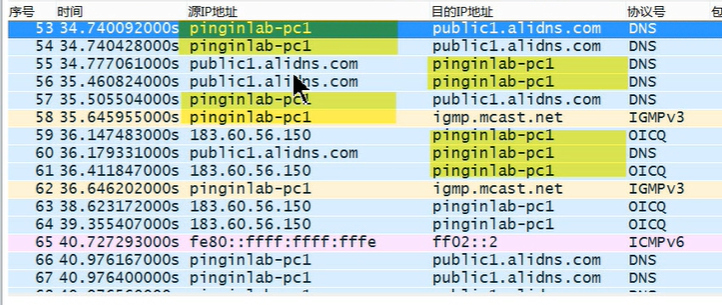 序号 时间 源IP地址 目的IP地址 协议号
53 34.740092000s pinginlab-pc1 public1.alidns.com DNS
54 34.740428000s pinginlab-pc1 public1.alidns.com DNS
55 34.777061000s public1.alidns.com pinginlab-pc1 DNS
56 35.460824000s public1.alidns.com pinginlab-pc1 DNS
57 35.505504000s pinginlab-pc1 public1.alidns.com DNS
58 35.645955000s pinginlab-pc1 igmp.mcast.net IGMPv3
59 36.147483000s 183.60.56.150 pinginlab-pc1 OICQ
60 36.179331000s public1.alidns.com pinginlab-pc1 DNS
61 36.411847000s 183.60.56.150 pinginlab-pc1 OICQ
62 36.646202000s pinginlab-pc1 igmp.mcast.net IGMPv3
63 38.623172000s 183.60.56.150 pinginlab-pc1 OICQ
64 39.355407000s 183.60.56.150 pinginlab-pc1 OICQ
65 40.727293000s fe80::ffff:ffff:fffe ff02::2 ICMPv6
66 40.976167000s pinginlab-pc1 public1.alidns.com DNS
67 40.976400000s pinginlab-pc1 public1.alidns.com DNS